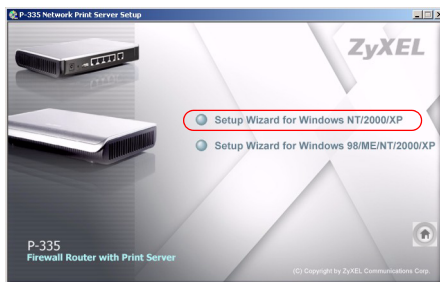 P-335 Network Print Server Setup
ZyXEL
Setup Wizard for Windows NT/2000/XP
Setup Wizard for Windows 98/ME/NT/2000/XP
P-335
Firewall Router with Print Server
(C) Copyright by ZyXEL Communications Corp.